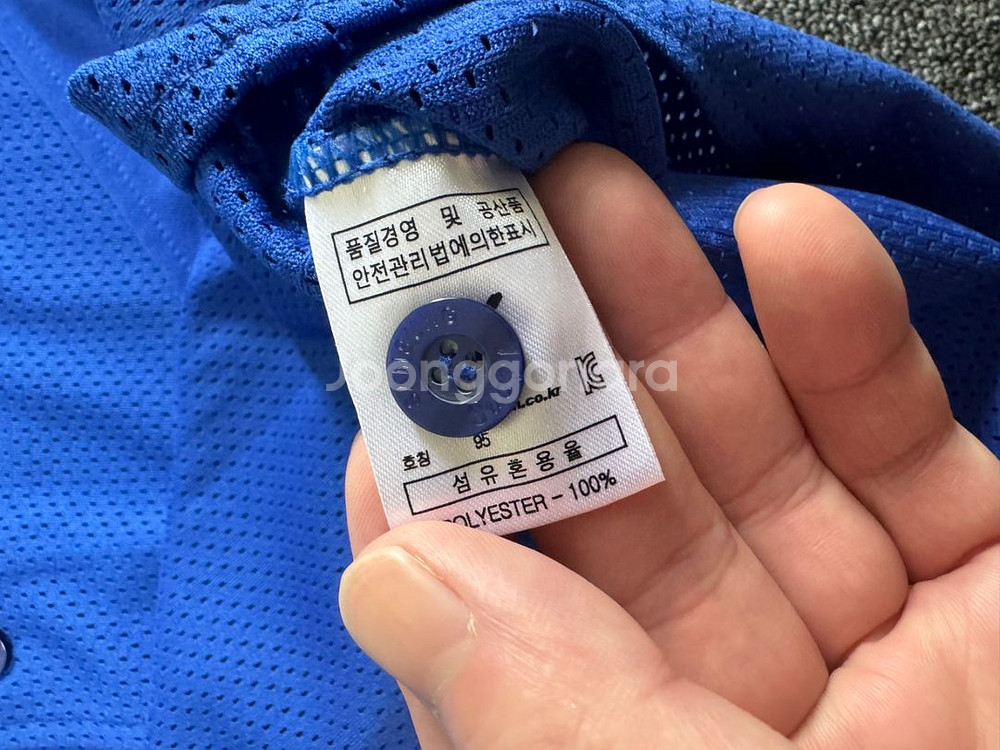 품질경영 및 공산품
안전관리법에의한표시
Joonggonara
.co.kr
호칭 95
섬유혼용율
POLYESTER - 100%